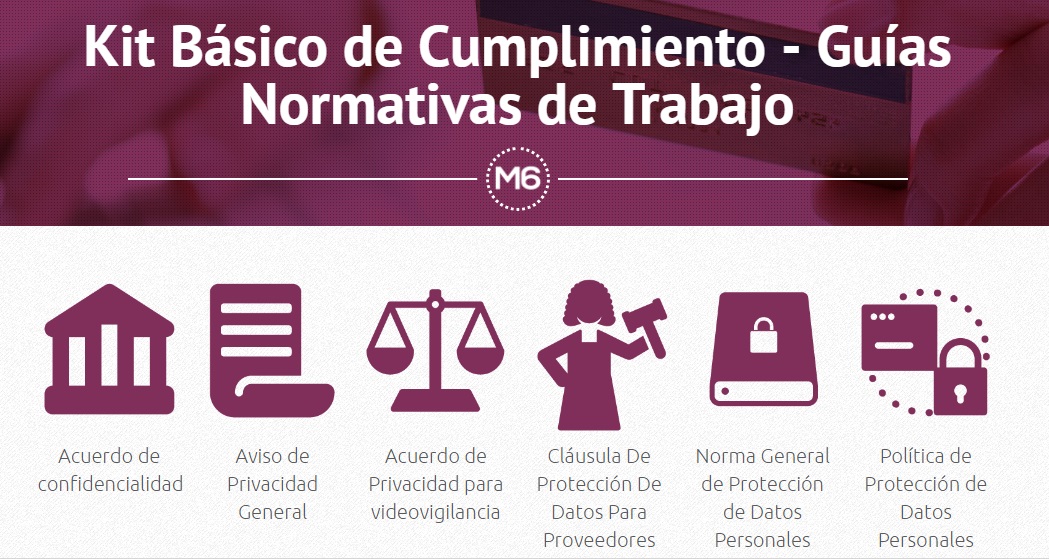 Kit Básico de Cumplimiento - Guías
Normativas de Trabajo
M6
Acuerdo de
confidencialidad
Aviso de
Privacidad
General
Acuerdo de
Privacidad para
videovigilancia
Cláusula De
Protección De
Datos Para
Proveedores
Norma General
de Protección
de Datos
Personales
Política de
Protección de
Datos
Personales